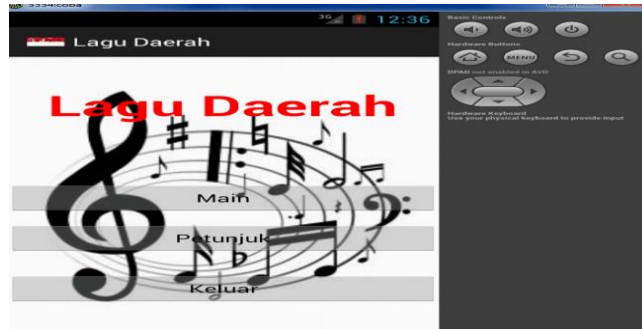 5554:coba
3G 12:36
Lagu Daerah
Lagu Daerah
Main
Petunjuk
Keluar
Basic Controls
Hardware Buttons
MENU
DPAD not enabled in AVD
Hardware Keyboard
Use your physical keyboard to provide input